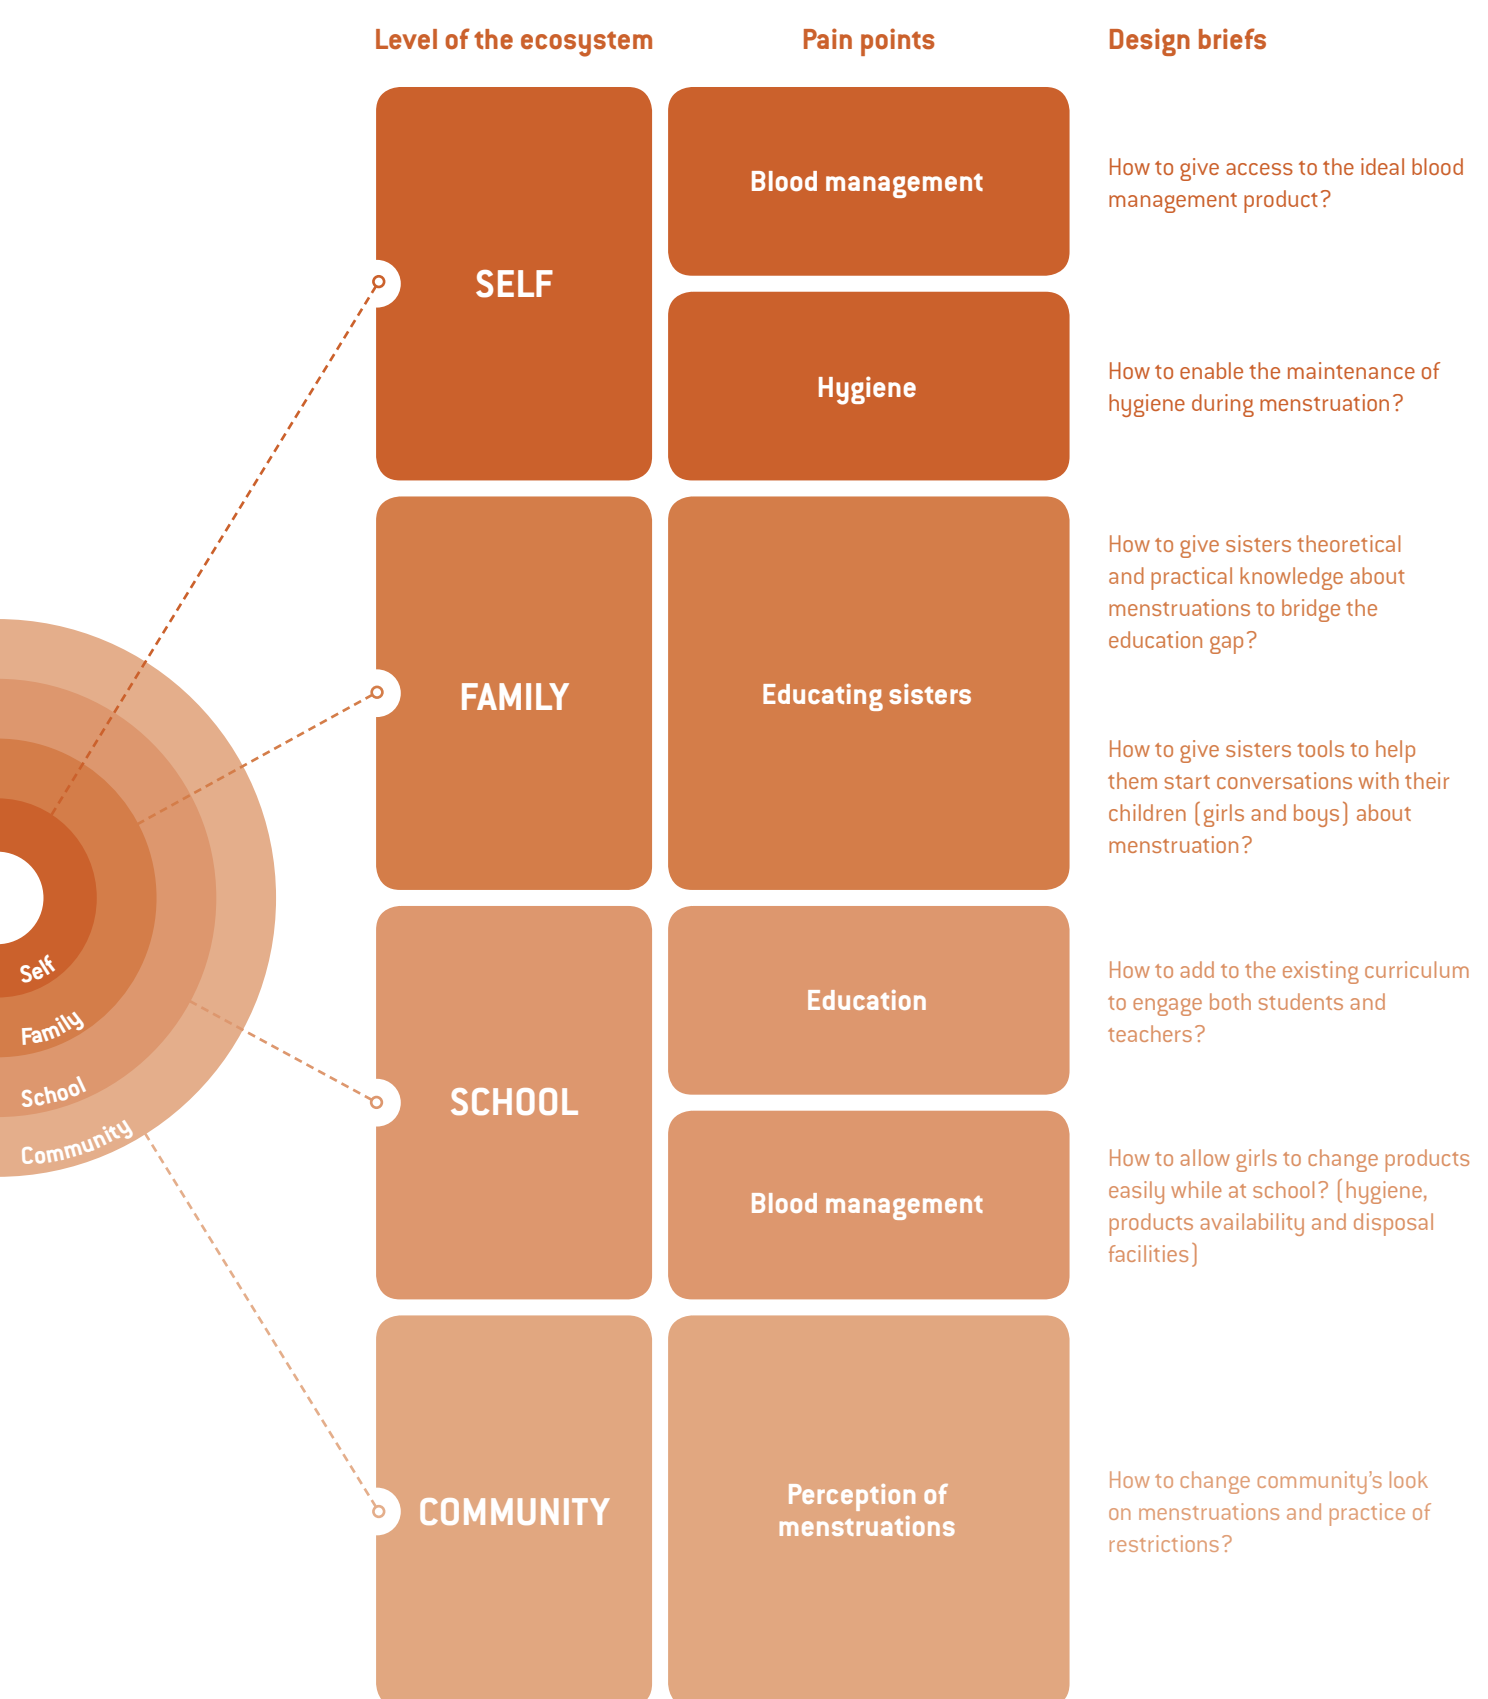 Level of the ecosystem
Pain points
Design briefs
SELF
Blood management
How to give access to the ideal blood
management product?
Hygiene
How to enable the maintenance of
hygiene during menstruation?
FAMILY
Educating sisters
How to give sisters theoretical
and practical knowledge about
menstruations to bridge the
education gap?
How to give sisters tools to help
them start conversations with their
children (girls and boys) about
menstruation?
SCHOOL
Education
How to add to the existing curriculum
to engage both students and
teachers?
Blood management
How to allow girls to change products
easily while at school? (hygiene,
products availability and disposal
facilities)
COMMUNITY
Perception of
menstruations
How to change community’s look
on menstruations and practice of
restrictions?
Self
Family
School
Community